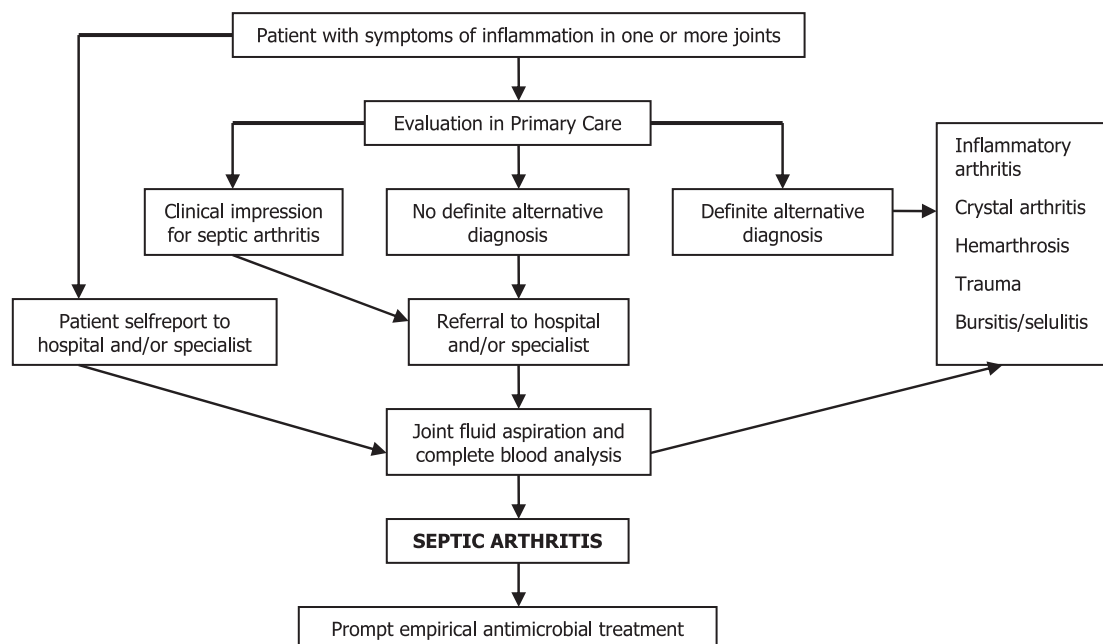 Patient with symptoms of inflammation in one or more joints
Evaluation in Primary Care
Clinical impression
for septic arthritis
No definite alternative
diagnosis
Definite alternative
diagnosis
Inflammatory
arthritis
Crystal arthritis
Hemarthrosis
Trauma
Bursitis/selulitis
Patient selfreport to
hospital and/or specialist
Referral to hospital
and/or specialist
Joint fluid aspiration and
complete blood analysis
SEPTIC ARTHRITIS
Prompt empirical antimicrobial treatment